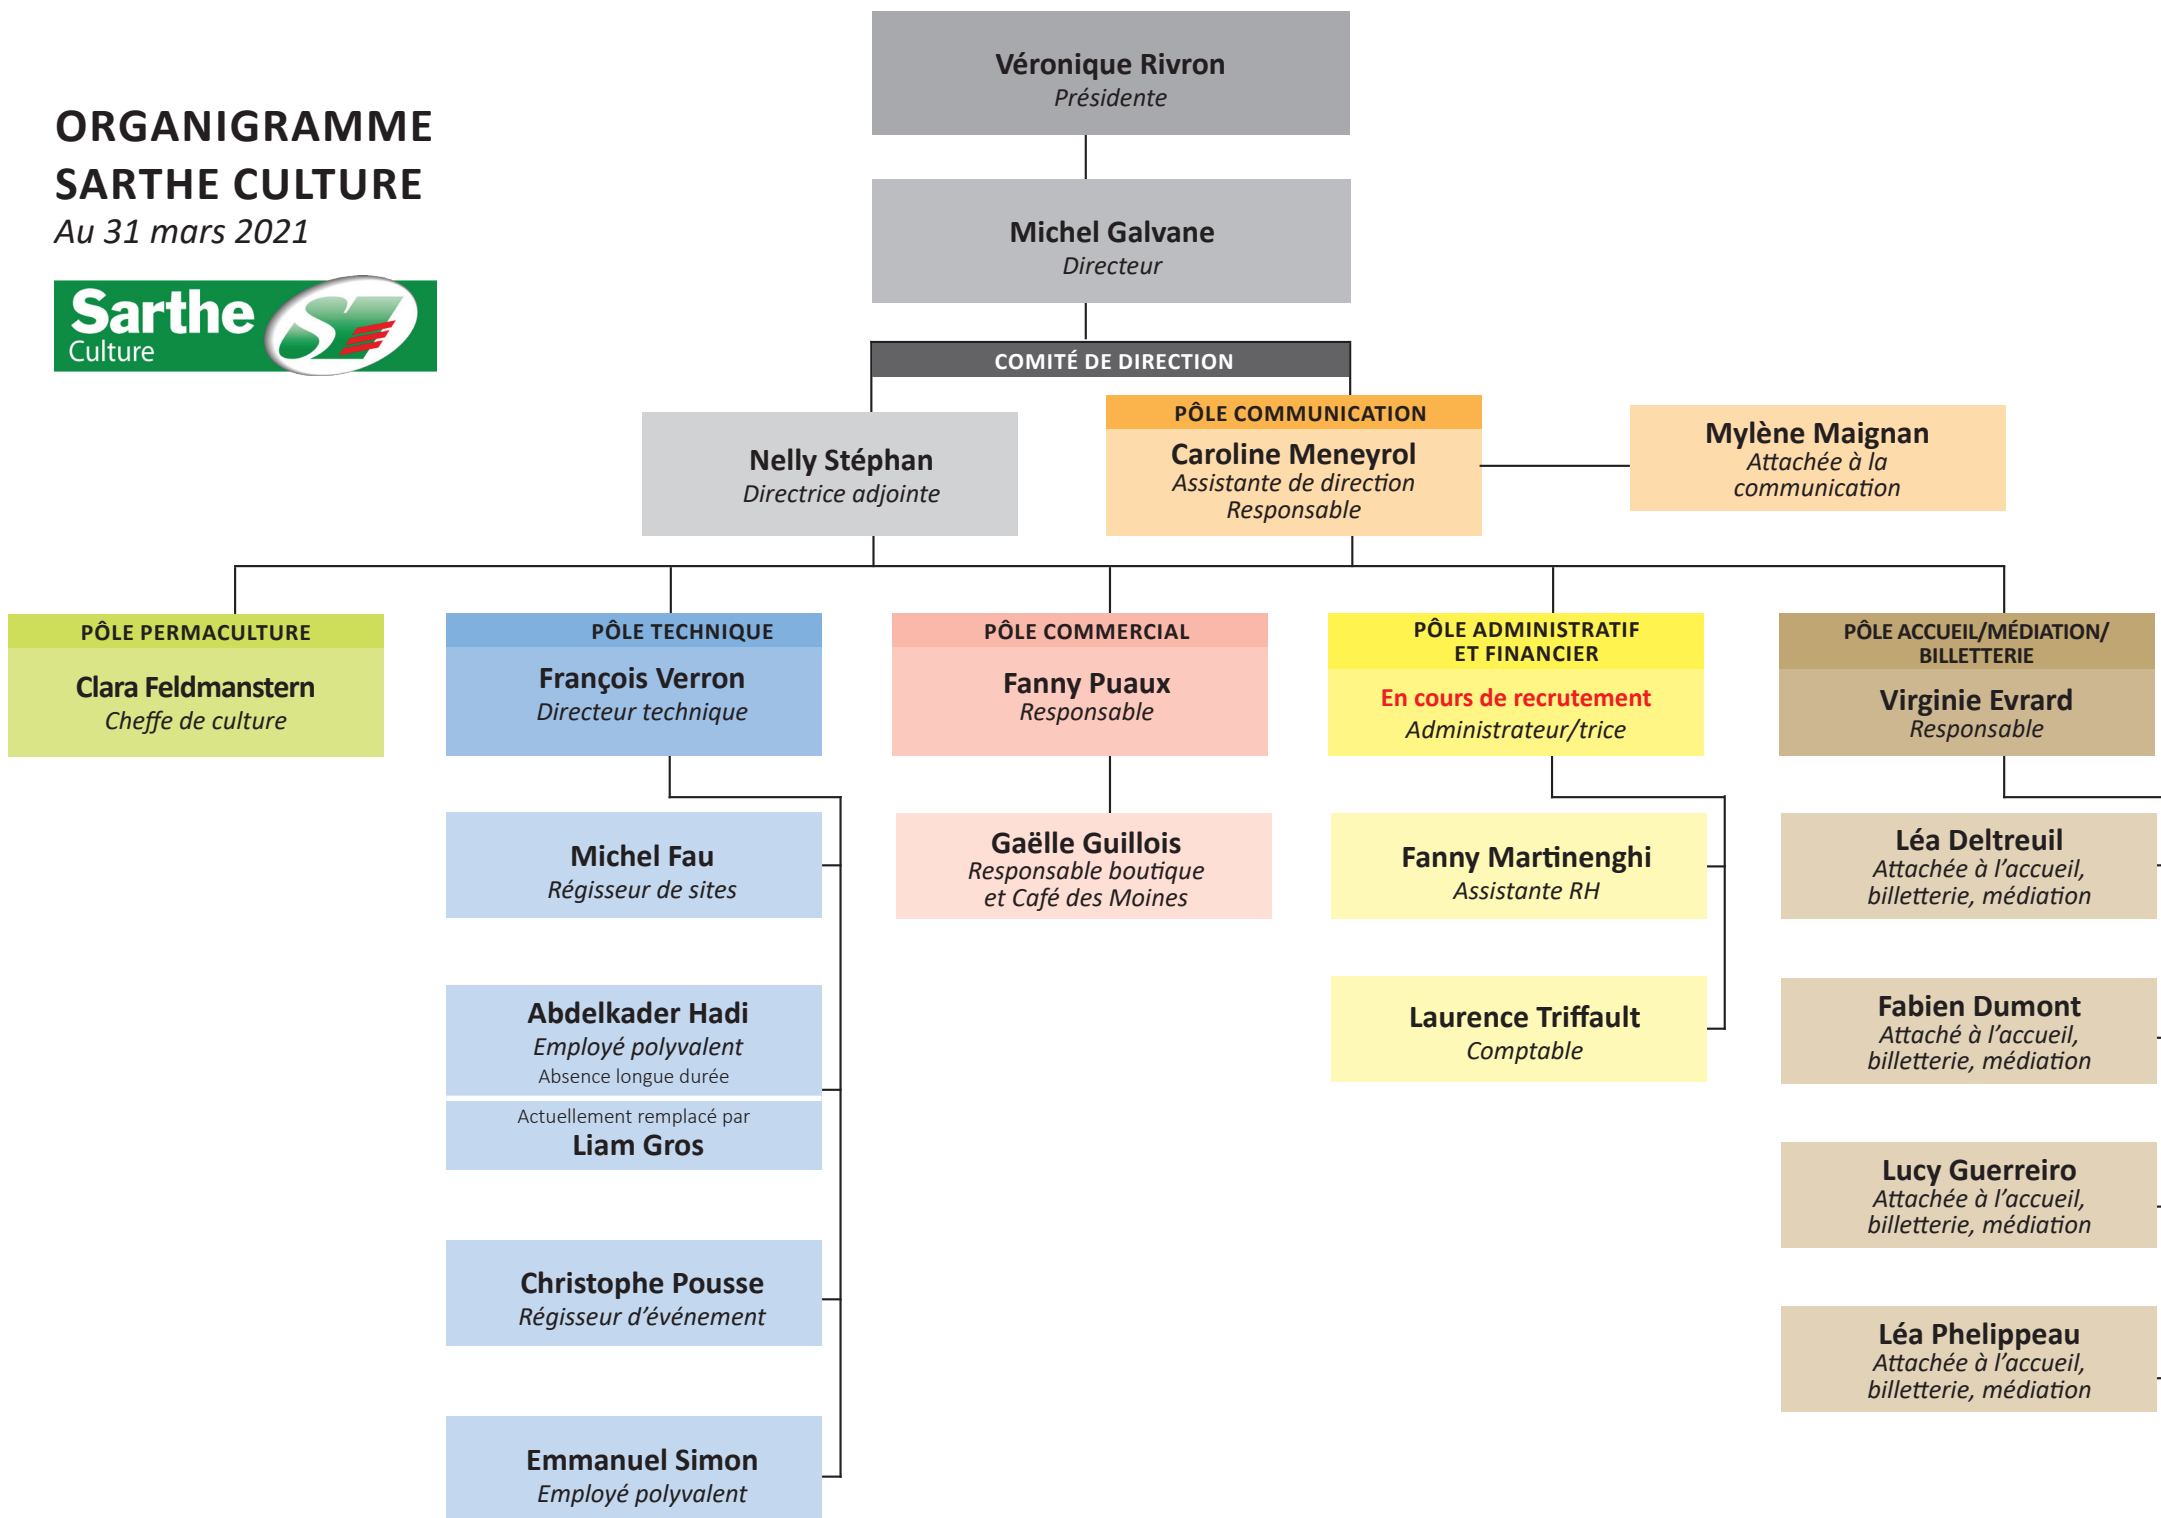 ORGANIGRAMME
SARTHE CULTURE
Au 31 mars 2021
Sarthe
Culture
Véronique Rivron
Présidente
Michel Galvane
Directeur
COMITÉ DE DIRECTION
Nelly Stéphan
Directrice adjointe
PÔLE COMMUNICATION
Caroline Meneyrol
Assistante de direction
Responsable
Mylène Maignan
Attachée à la
communication
PÔLE PERMACULTURE
Clara Feldmanstern
Cheffe de culture
PÔLE TECHNIQUE
François Verron
Directeur technique
Michel Fau
Régisseur de sites
Abdelkader Hadi
Employé polyvalent
Absence longue durée
Actuellement remplacé par
Liam Gros
Christophe Pousse
Régisseur d’événement
Emmanuel Simon
Employé polyvalent
PÔLE COMMERCIAL
Fanny Puaux
Responsable
Gaëlle Guillois
Responsable boutique
et Café des Moines
PÔLE ADMINISTRATIF
ET FINANCIER
En cours de recrutement
Administrateur/trice
Fanny Martinenghi
Assistante RH
Laurence Triffault
Comptable
PÔLE ACCUEIL/MÉDIATION/
BILLETTERIE
Virginie Evrard
Responsable
Léa Deltreuil
Attachée à l’accueil,
billetterie, médiation
Fabien Dumont
Attaché à l’accueil,
billetterie, médiation
Lucy Guerreiro
Attachée à l’accueil,
billetterie, médiation
Léa Phelippeau
Attachée à l’accueil,
billetterie, médiation